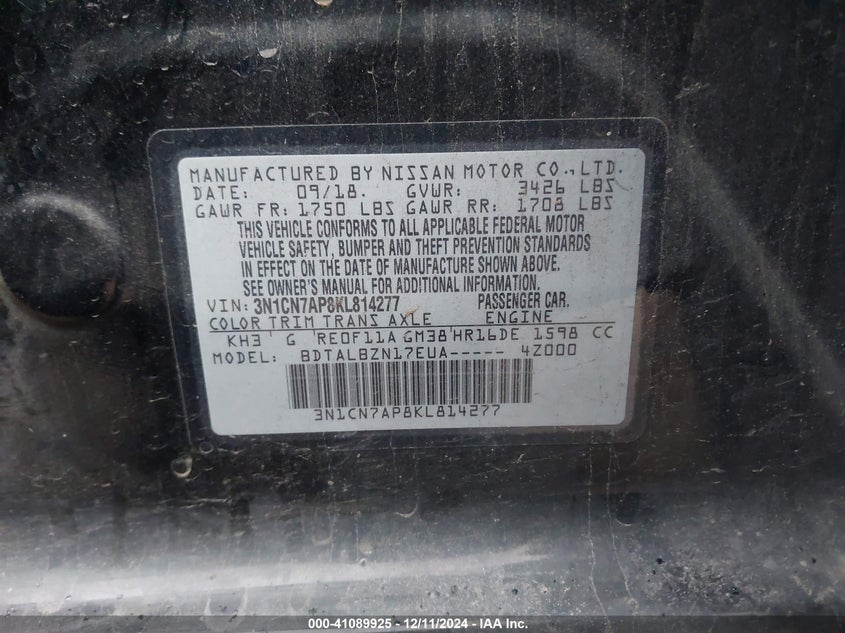 MANUFACTURED BY NISSAN MOTOR CO.,LTD.
DATE: 09/18. GVWR: 3426 LBS
GAWR FR: 1750 LBS GAWR RR: 1708 LBS
THIS VEHICLE CONFORMS TO ALL APPLICABLE FEDERAL MOTOR
VEHICLE SAFETY, BUMPER AND THEFT PREVENTION STANDARDS
IN EFFECT ON THE DATE OF MANUFACTURE SHOWN ABOVE.
SEE OWNER'S MANUAL FOR ADDITIONAL INFORMATION.
VIN: 3N1CN7AP8KL814277 PASSENGER CAR.
COLOR TRIM TRANS AXLE ENGINE
KH3 G RE0F11A GM38 HR16DE 1598 CC
MODEL: BDTALBZN17EUA----- 4Z000
3N1CN7AP8KL814277
000-41089925 - 12/11/2024 - IAA Inc.